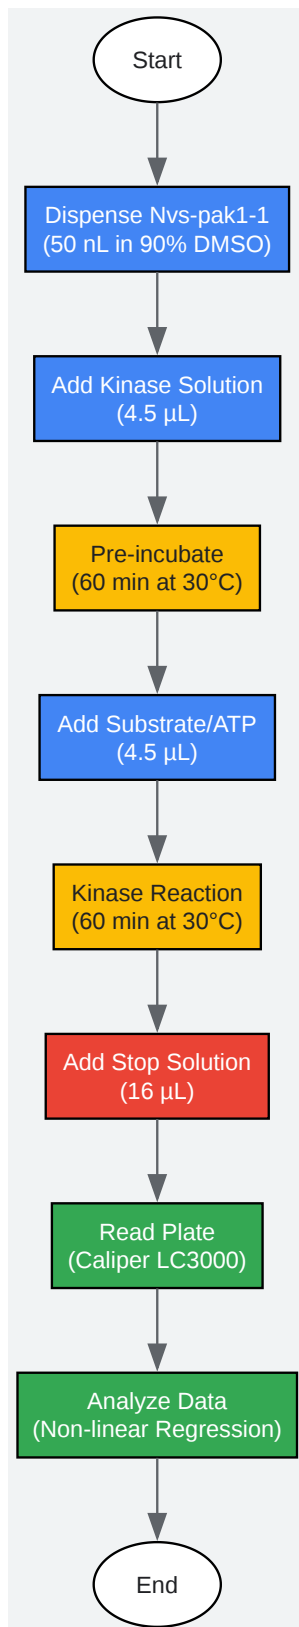 Start
Dispense Nvs-pak1-1
(50 nL in 90% DMSO)
Add Kinase Solution
(4.5 µL)
Pre-incubate
(60 min at 30°C)
Add Substrate/ATP
(4.5 µL)
Kinase Reaction
(60 min at 30°C)
Add Stop Solution
(16 µL)
Read Plate
(Caliper LC3000)
Analyze Data
(Non-linear Regression)
End